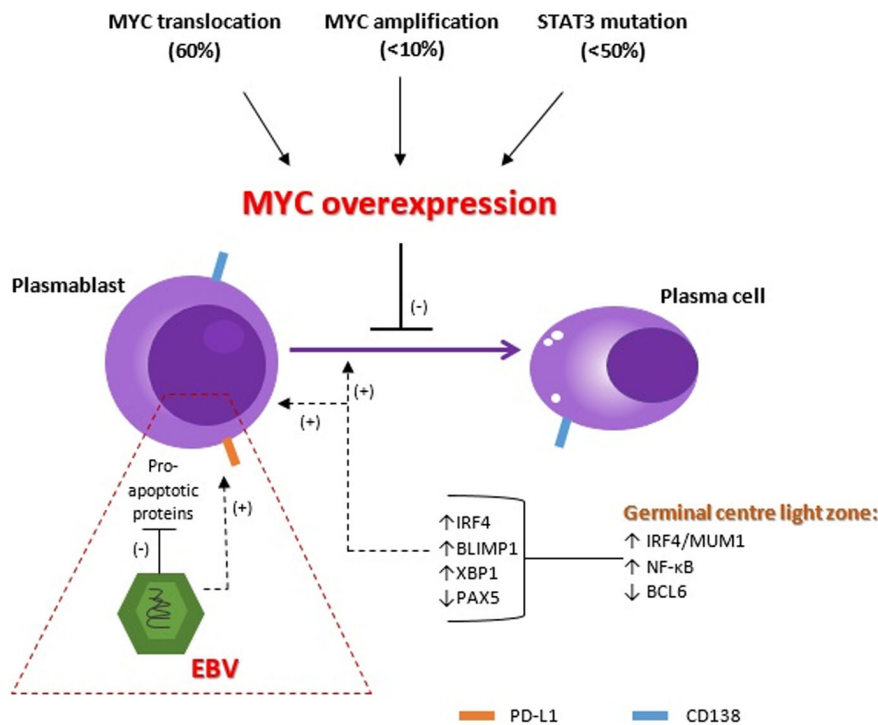 MYC translocation
(60%)
MYC amplification
(<10%)
STAT3 mutation
(<50%)
MYC overexpression
Plasmablast
(-)
Plasma cell
(+)
(+)
Pro-
apoptotic
proteins
(+)
(-)
EBV
↑IRF4
↑BLIMP1
↑XBP1
↓PAX5
Germinal centre light zone:
↑ IRF4/MUM1
↑ NF-κB
↓ BCL6
PD-L1
CD138